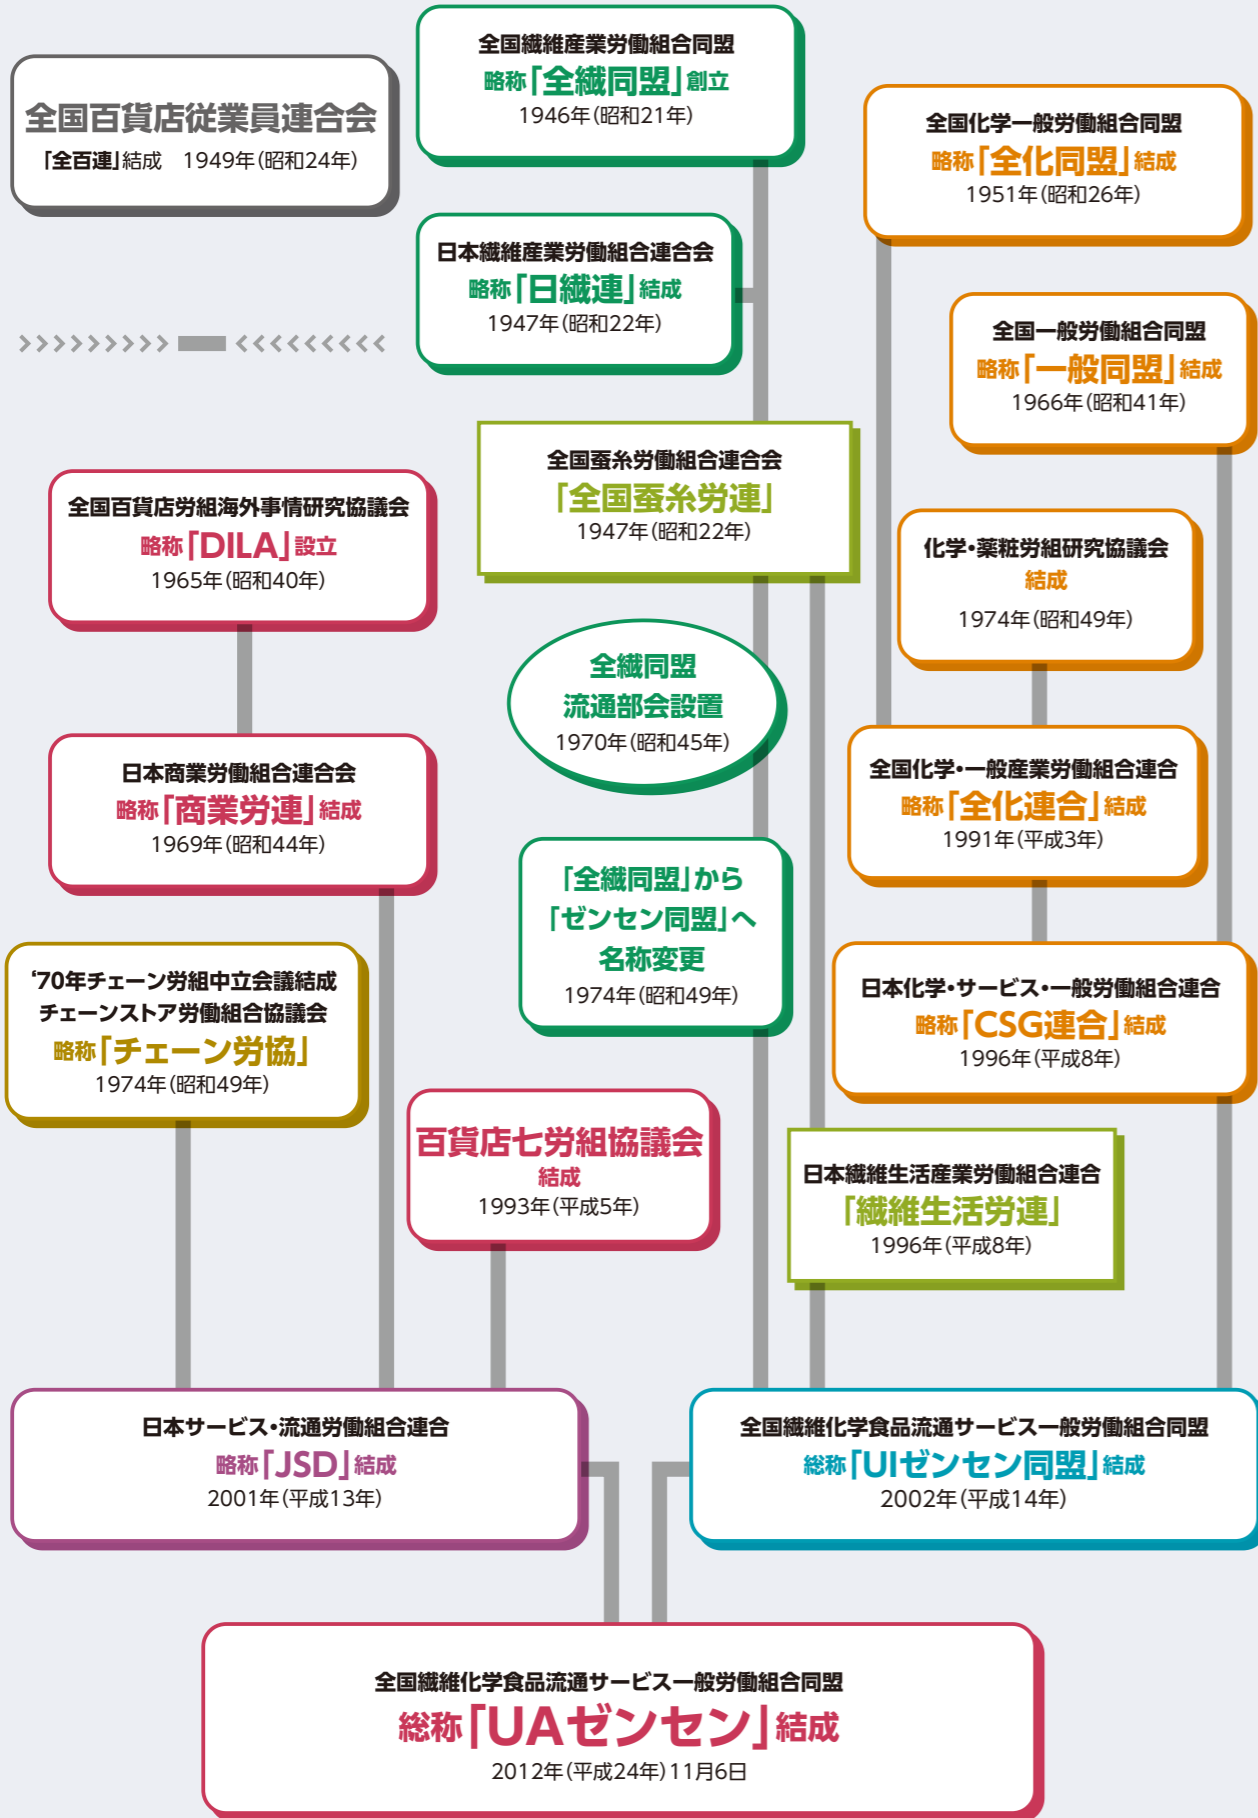 全国繊維産業労働組合同盟
略称「全繊同盟」創立
1946年(昭和21年)
全国百貨店従業員連合会
「全百連」結成　1949年(昭和24年)
全国化学一般労働組合同盟
略称「全化同盟」結成
1951年(昭和26年)
日本繊維産業労働組合連合会
略称「日繊連」結成
1947年(昭和22年)
全国一般労働組合同盟
略称「一般同盟」結成
1966年(昭和41年)
全国蚕糸労働組合連合会
「全国蚕糸労連」
1947年(昭和22年)
全国百貨店労組海外事情研究協議会
略称「DILA」設立
1965年(昭和40年)
化学・薬粧労組研究協議会
結成
1974年(昭和49年)
全繊同盟
流通部会設置
1970年(昭和45年)
日本商業労働組合連合会
略称「商業労連」結成
1969年(昭和44年)
全国化学・一般産業労働組合連合
略称「全化連合」結成
1991年(平成3年)
「全繊同盟」から
「ゼンセン同盟」へ
名称変更
1974年(昭和49年)
‘70年チェーン労組中立会議結成
チェーンストア労働組合協議会
略称「チェーン労協」
1974年(昭和49年)
日本化学・サービス・一般労働組合連合
略称「CSG連合」結成
1996年(平成8年)
百貨店七労組協議会
結成
1993年(平成5年)
日本繊維生活産業労働組合連合
「繊維生活労連」
1996年(平成8年)
日本サービス・流通労働組合連合
略称「JSD」結成
2001年(平成13年)
全国繊維化学食品流通サービス一般労働組合同盟
総称「UIゼンセン同盟」結成
2002年(平成14年)
全国繊維化学食品流通サービス一般労働組合同盟
総称「UAゼンセン」結成
2012年(平成24年)11月6日